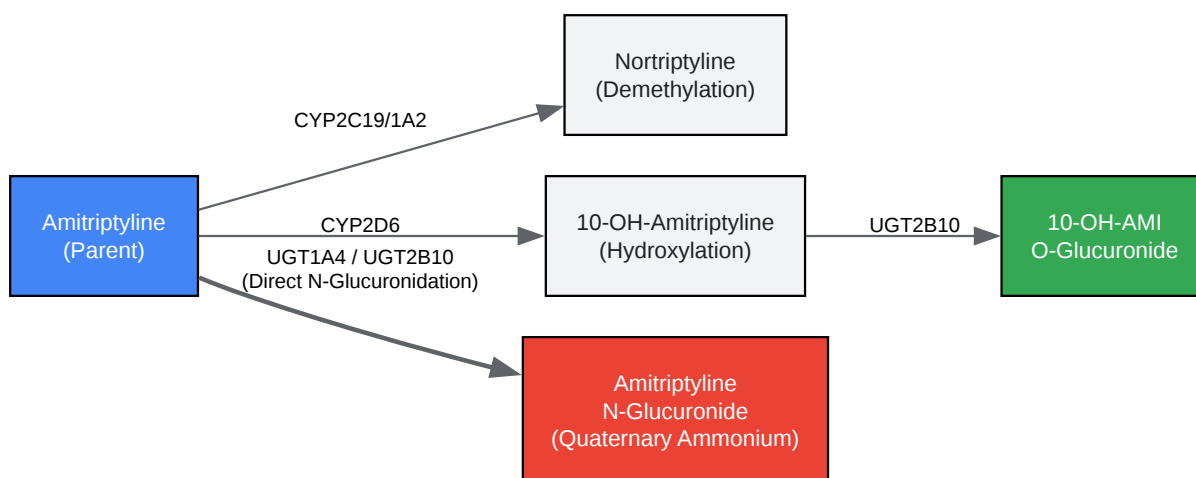 Nortriptyline
(Demethylation)
CYP2C19/1A2
Amitriptyline
(Parent)
CYP2D6
UGT1A4 / UGT2B10
(Direct N-Glucuronidation)
10-OH-Amitriptyline
(Hydroxylation)
UGT2B10
10-OH-AMI
O-Glucuronide
Amitriptyline
N-Glucuronide
(Quaternary Ammonium)